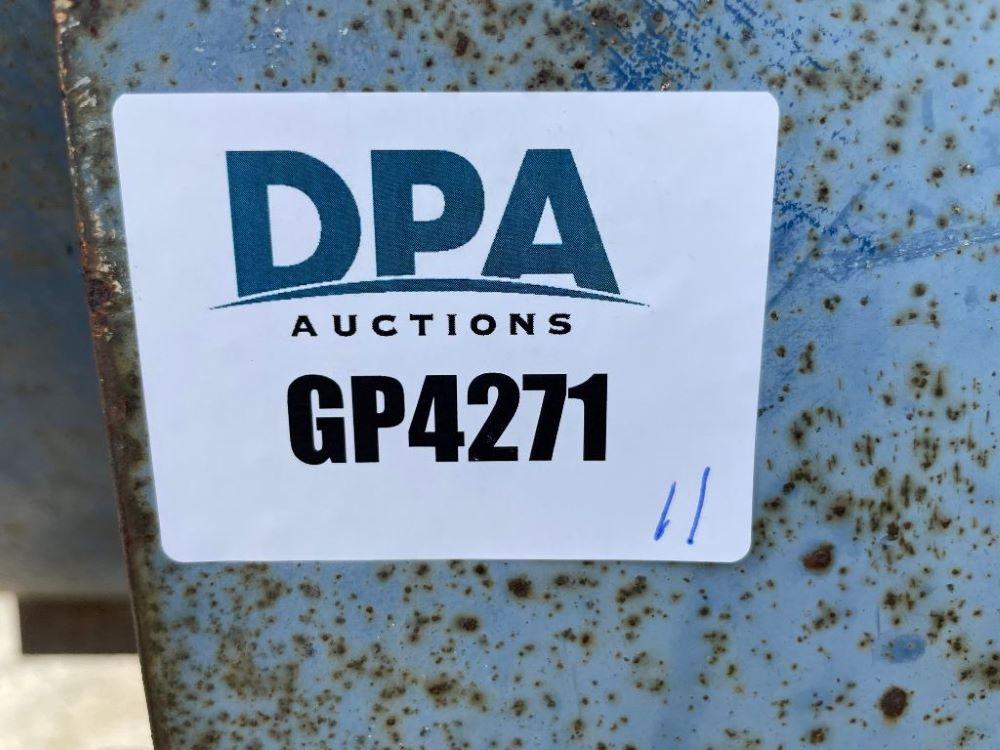 DPA
AUCTIONS
GP4271
11